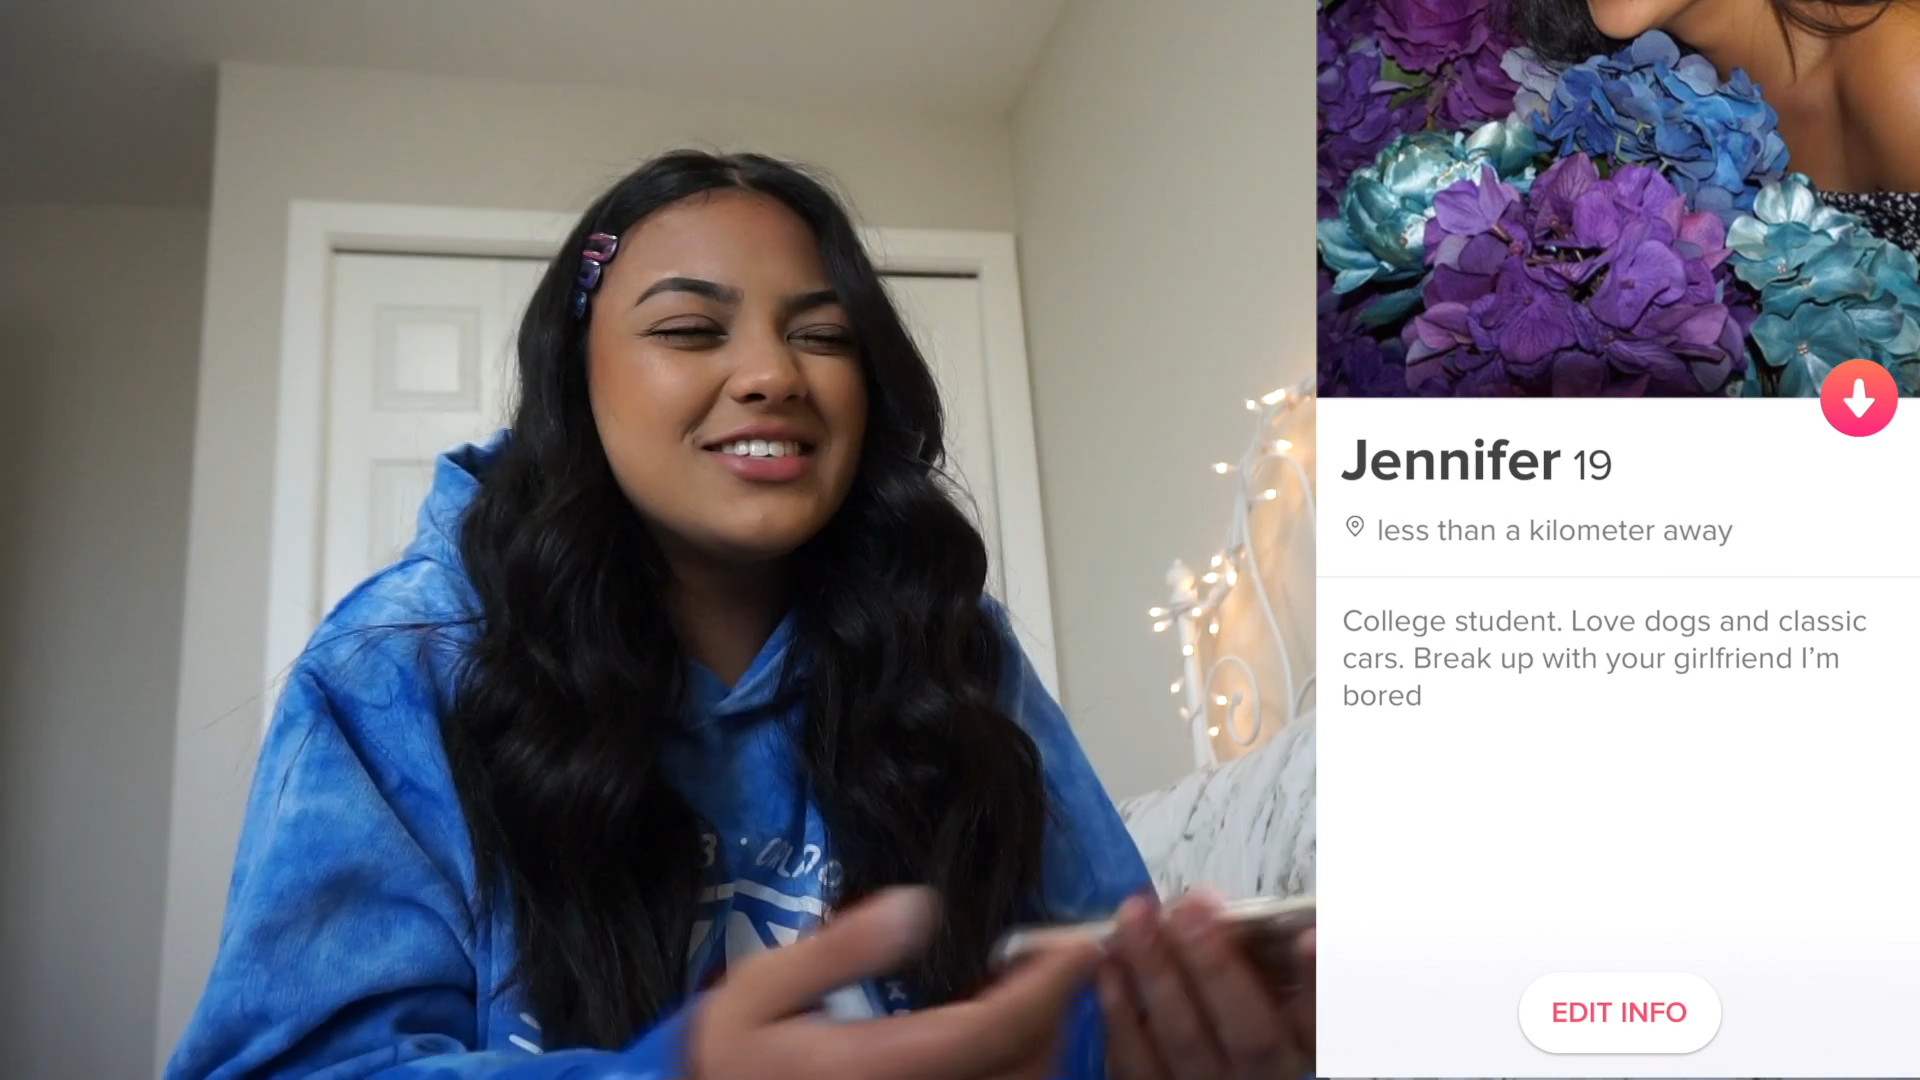 Jennifer 19
less than a kilometer away
College student. Love dogs and classic
cars. Break up with your girlfriend I’m
bored
EDIT INFO